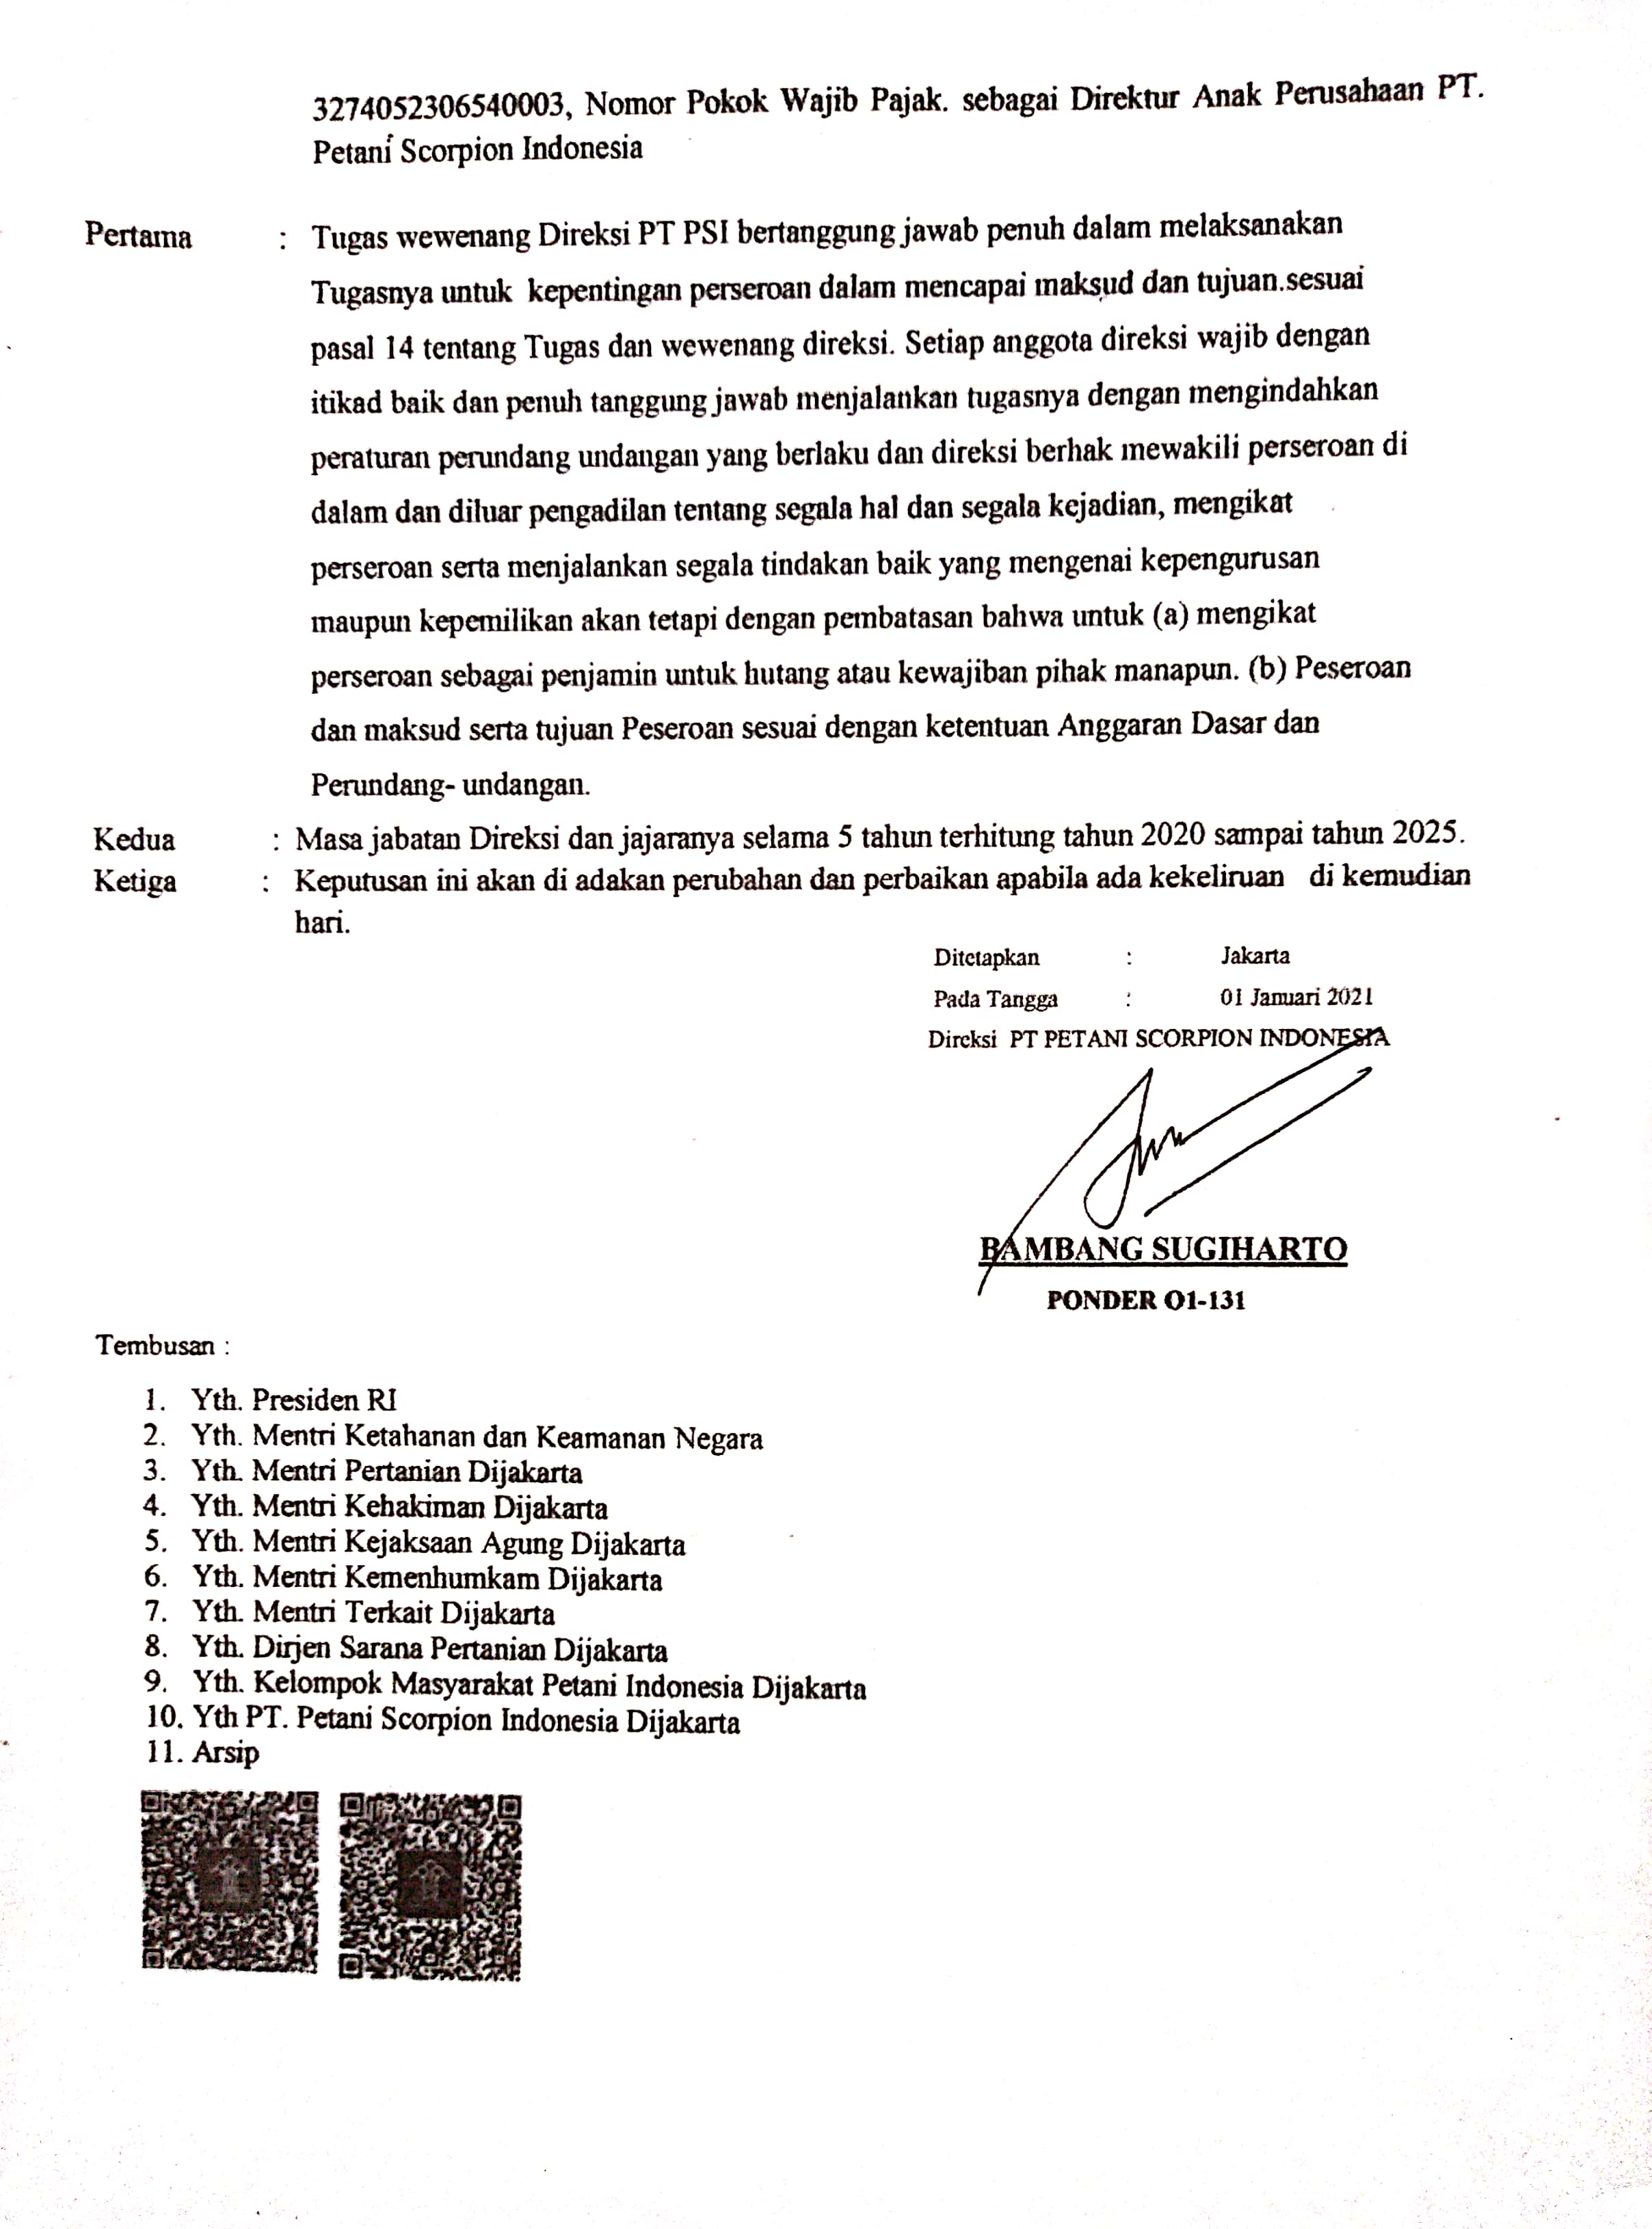 3274052306540003, Nomor Pokok Wajib Pajak. sebagai Direktur Anak Perusahaan PT.
Petani Scorpion Indonesia
Pertama : Tugas wewenang Direksi PT PSI bertanggung jawab penuh dalam melaksanakan
Tugasnya untuk kepentingan perseroan dalam mencapai maksud dan tujuan.sesuai
pasal 14 tentang Tugas dan wewenang direksi. Setiap anggota direksi wajib dengan
itikad baik dan penuh tanggung jawab menjalankan tugasnya dengan mengindahkan
peraturan perundang undangan yang berlaku dan direksi berhak mewakili perseroan di
dalam dan diluar pengadilan tentang segala hal dan segala kejadian, mengikat
perseroan serta menjalankan segala tindakan baik yang mengenai kepengurusan
maupun kepemilikan akan tetapi dengan pembatasan bahwa untuk (a) mengikat
perseroan sebagai penjamin untuk hutang atau kewajiban pihak manapun. (b) Peseroan
dan maksud serta tujuan Peseroan sesuai dengan ketentuan Anggaran Dasar dan
Perundang- undangan.
Kedua : Masa jabatan Direksi dan jajaranya selama 5 tahun terhitung tahun 2020 sampai tahun 2025.
Ketiga : Keputusan ini akan di adakan perubahan dan perbaikan apabila ada kekeliruan di kemudian
hari.
Ditetapkan : Jakarta
Pada Tangga : 01 Januari 2021
Direksi PT PETANI SCORPION INDONESIA
BAMBANG SUGIHARTO
PONDER O1-131
Tembusan :
1. Yth. Presiden RI
2. Yth. Mentri Ketahanan dan Keamanan Negara
3. Yth. Mentri Pertanian Dijakarta
4. Yth. Mentri Kehakiman Dijakarta
5. Yth. Mentri Kejaksaan Agung Dijakarta
6. Yth. Mentri Kemenhumkam Dijakarta
7. Yth. Mentri Terkait Dijakarta
8. Yth. Dirjen Sarana Pertanian Dijakarta
9. Yth. Kelompok Masyarakat Petani Indonesia Dijakarta
10. Yth PT. Petani Scorpion Indonesia Dijakarta
11. Arsip